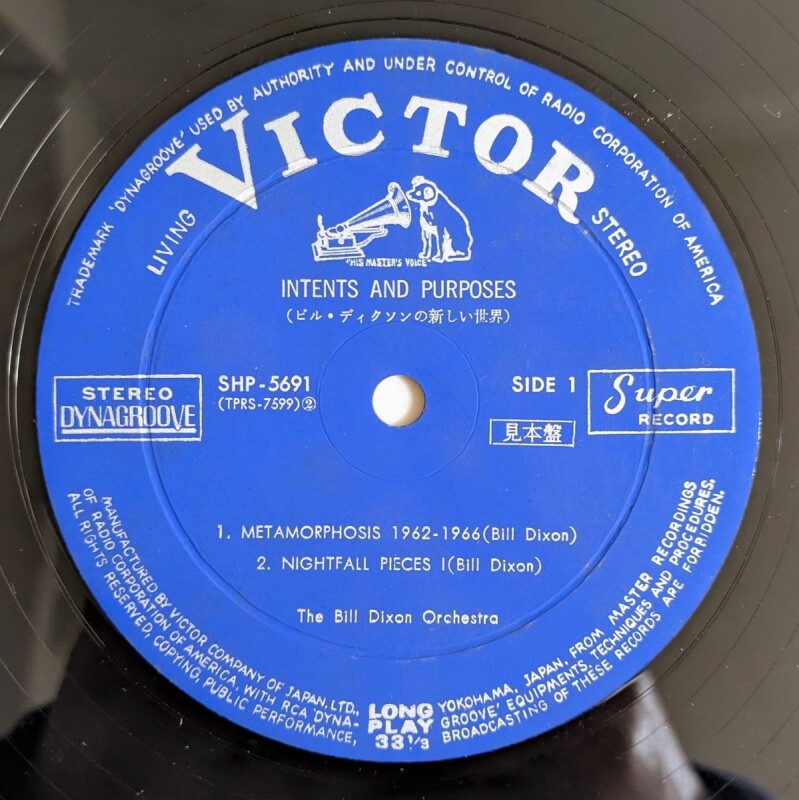 TRADEMARK 'DYNAGROOVE' USED BY AUTHORITY AND UNDER CONTROL OF RADIO CORPORATION OF AMERICA
LIVING VICTOR STEREO
"HIS MASTER'S VOICE"
INTENTS AND PURPOSES
(ビル・ディクソンの新しい世界)
STEREO
DYNAGROOVE
SHP-5691
(TPRS-7599)②
SIDE 1
見本盤
Super
RECORD
1. METAMORPHOSIS 1962-1966(Bill Dixon)
2. NIGHTFALL PIECES I(Bill Dixon)
The Bill Dixon Orchestra
MANUFACTURED BY VICTOR COMPANY OF JAPAN, LTD., YOKOHAMA, JAPAN, FROM MASTER RECORDINGS
OF RADIO CORPORATION OF AMERICA, WITH RCA 'DYNA-GROOVE' EQUIPMENTS, TECHNIQUES AND PROCEDURES.
ALL RIGHTS RESERVED, COPYING, PUBLIC PERFORMANCE, BROADCASTING OF THESE RECORDS ARE FORBIDDEN.
LONG
PLAY
33 1/3